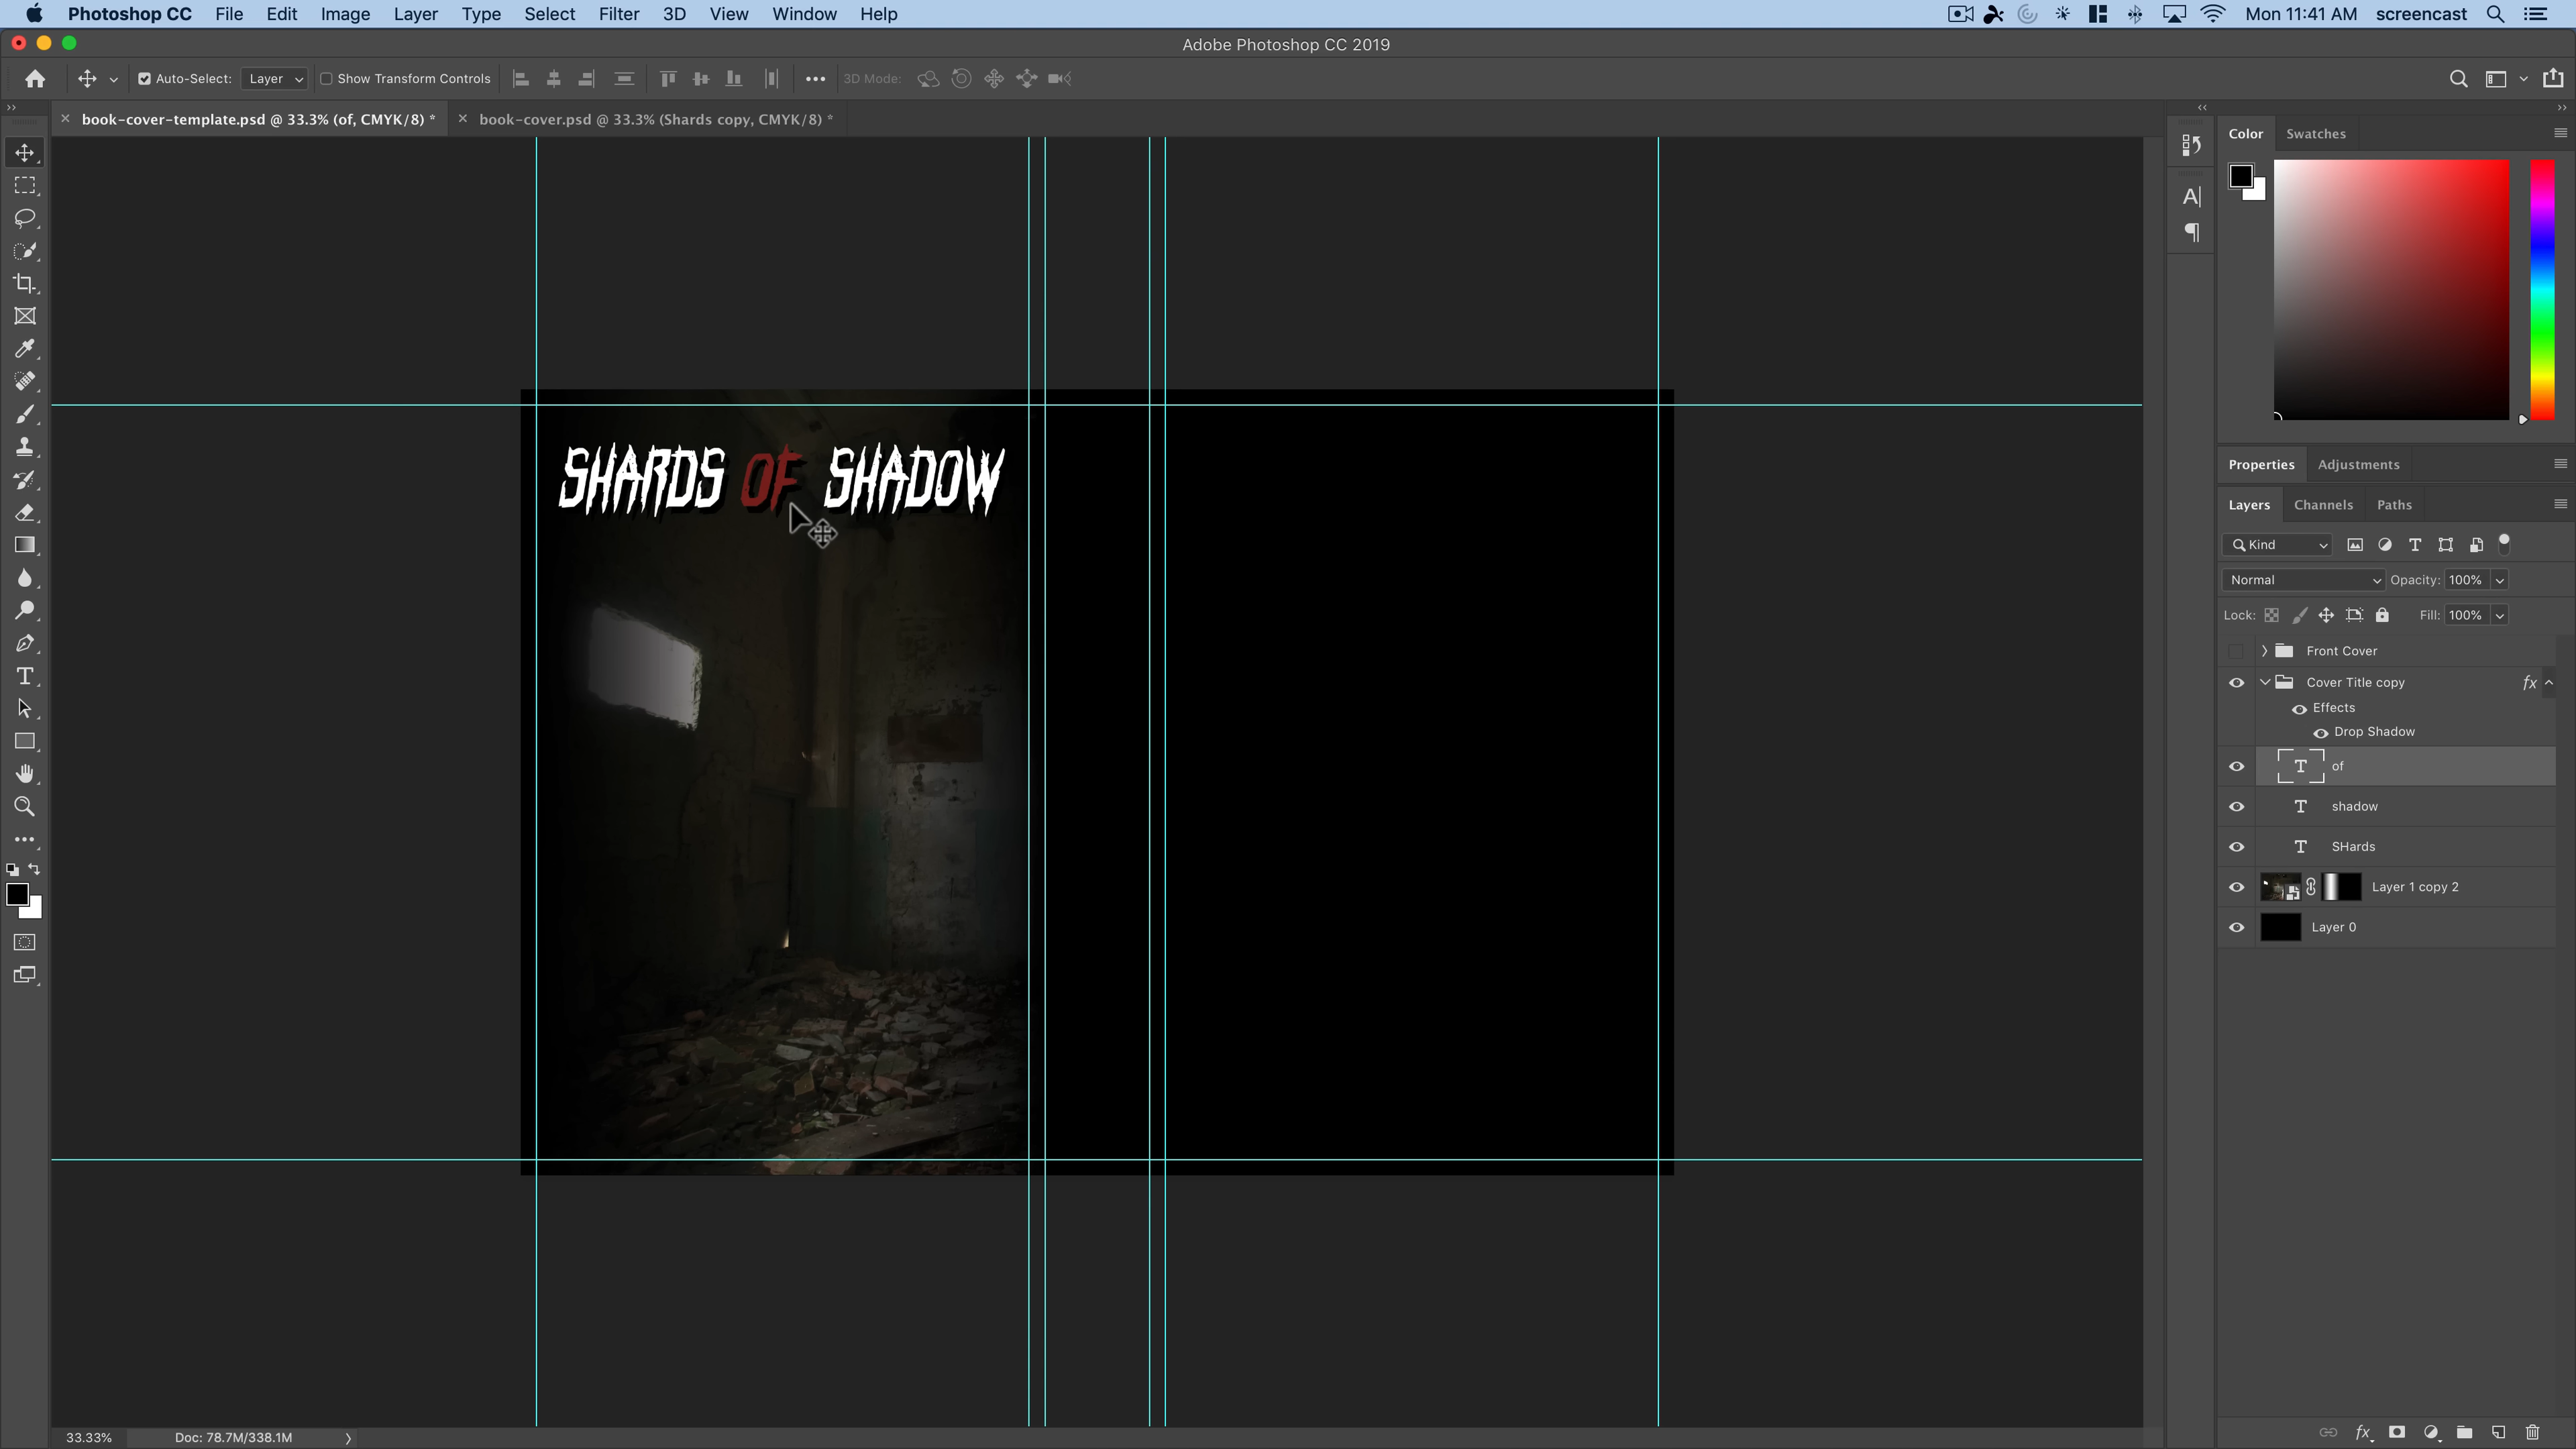 Photoshop CC File Edit Image Layer Type Select Filter 3D View Window Help Mon 11:41 AM screencast
Adobe Photoshop CC 2019
Auto-Select: Layer Show Transform Controls 3D Mode:
book-cover-template.psd @ 33.3% (of, CMYK/8) * book-cover.psd @ 33.3% (Shards copy, CMYK/8) *
Color Swatches
SHARDS OF SHADOW
Properties Adjustments
Layers Channels Paths
Kind
Normal Opacity: 100%
Lock: Fill: 100%
Front Cover
Cover Title copy fx
Effects
Drop Shadow
T of
T shadow
T SHards
Layer 1 copy 2
Layer 0
33.33% Doc: 78.7M/338.1M
fx